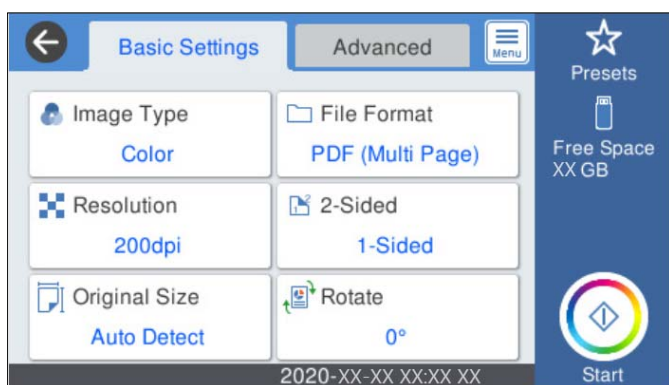 Basic Settings
Advanced
Menu
Presets
Image Type
Color
File Format
PDF (Multi Page)
Free Space
XX GB
Resolution
200dpi
2-Sided
1-Sided
Original Size
Auto Detect
Rotate
0°
2020-XX-XX XX:XX XX
Start